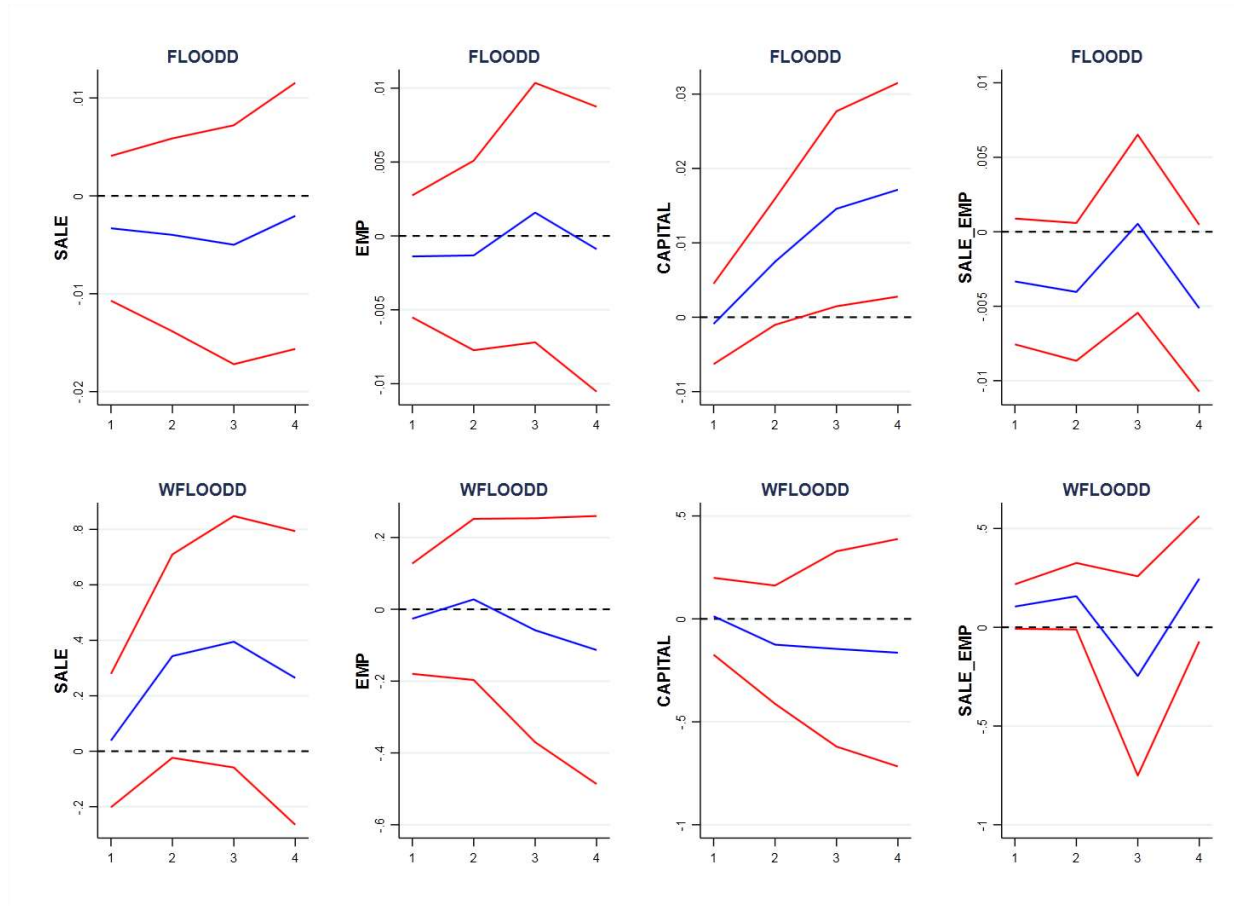 FLOODD
SALE
.01
0
-.01
-.02
1 2 3 4
FLOODD
EMP
.01
.005
0
-.005
-.01
1 2 3 4
FLOODD
CAPITAL
.03
.02
.01
0
-.01
1 2 3 4
FLOODD
SALE_EMP
.01
.005
0
-.005
-.01
1 2 3 4
WFLOODD
SALE
.8
.6
.4
.2
0
-.2
1 2 3 4
WFLOODD
EMP
.2
0
-.2
-.4
-.6
1 2 3 4
WFLOODD
CAPITAL
.5
0
-.5
-1
1 2 3 4
WFLOODD
SALE_EMP
.5
0
-.5
-1
1 2 3 4